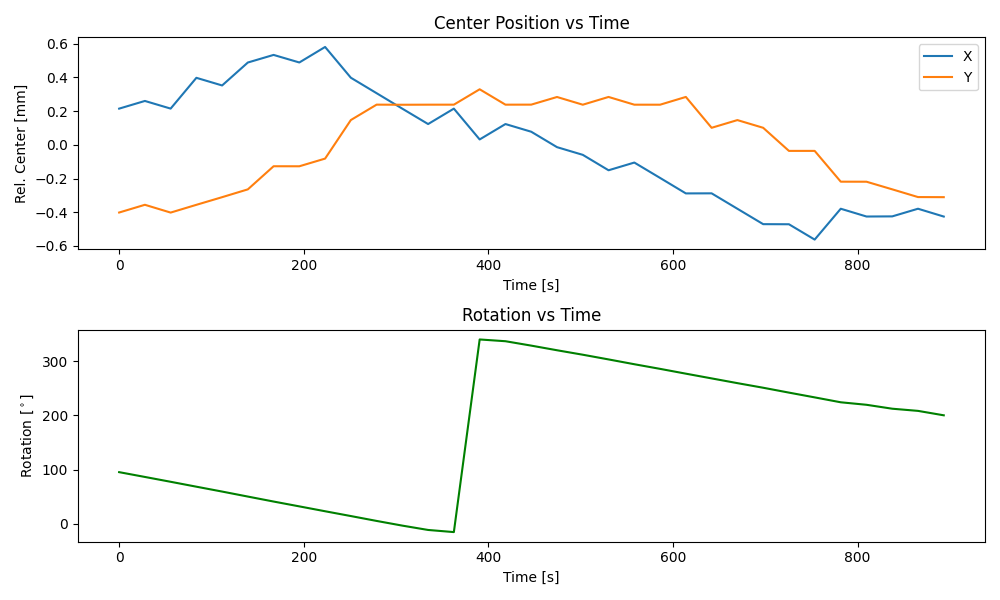 Center Position vs Time
Rel. Center [mm]
0.6
0.4
0.2
0.0
−0.2
−0.4
−0.6
X
Y
0 200 400 600 800
Time [s]
Rotation vs Time
Rotation [°]
300
200
100
0
0 200 400 600 800
Time [s]